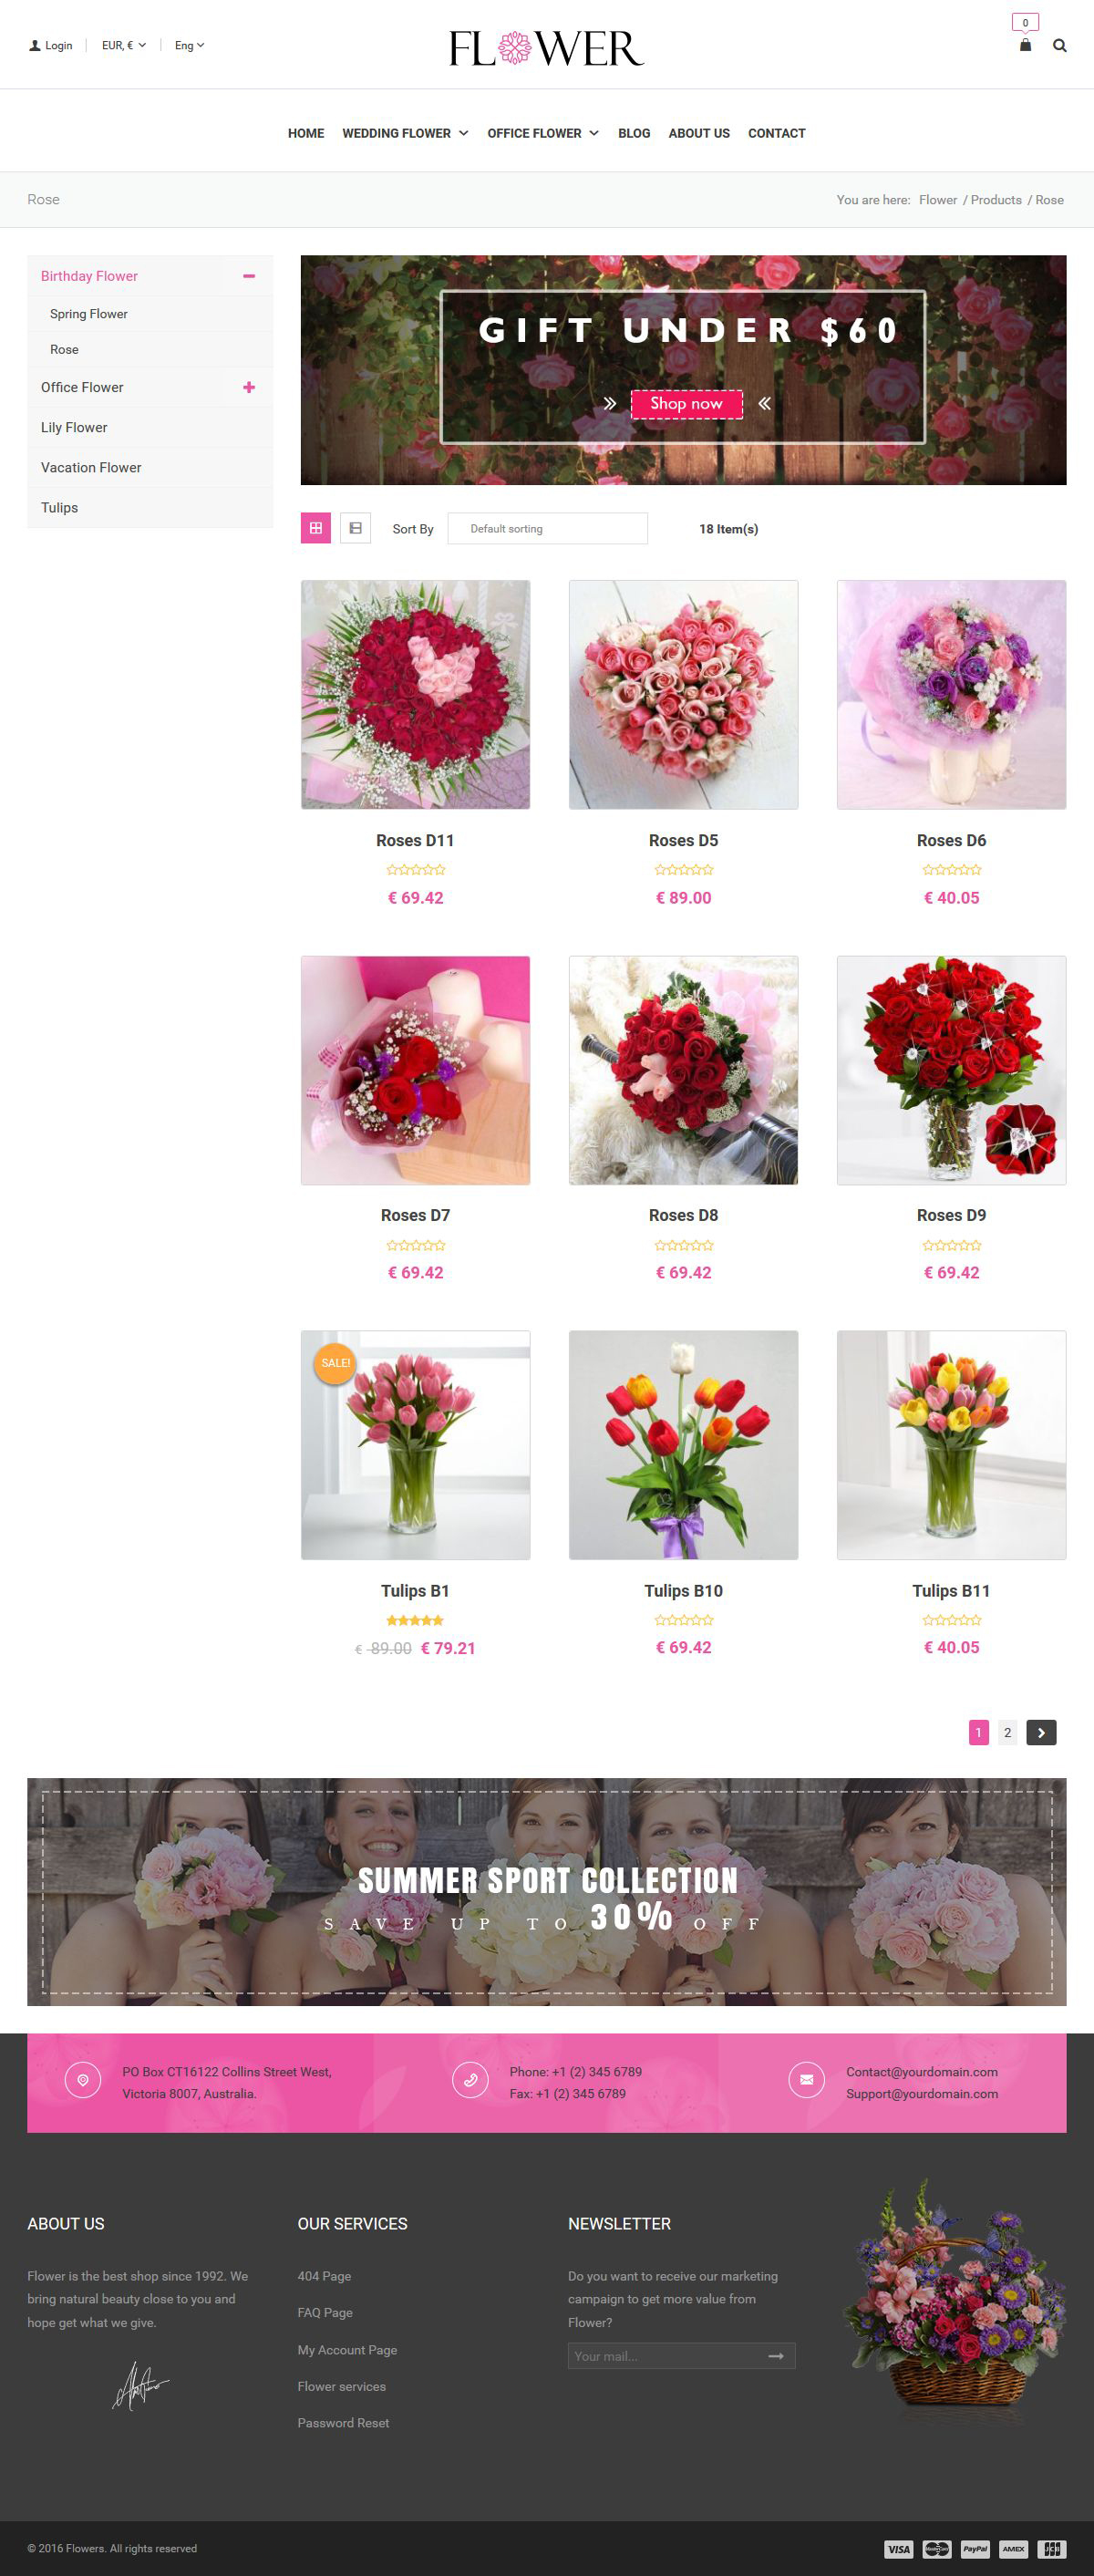 Login
EUR, €
Eng
FLOWER
0
HOME WEDDING FLOWER OFFICE FLOWER BLOG ABOUT US CONTACT
Rose
You are here: Flower / Products / Rose
Birthday Flower
Spring Flower
Rose
Office Flower
Lily Flower
Vacation Flower
Tulips
GIFT UNDER $60
Shop now
Sort By
Default sorting
18 Item(s)
Roses D11
€ 69.42
Roses D5
€ 89.00
Roses D6
€ 40.05
Roses D7
€ 69.42
Roses D8
€ 69.42
Roses D9
€ 69.42
SALE!
Tulips B1
€ 89.00 € 79.21
Tulips B10
€ 69.42
Tulips B11
€ 40.05
1 2
SUMMER SPORT COLLECTION
SAVE UP TO 30% OFF
PO Box CT16122 Collins Street West,
Victoria 8007, Australia.
Phone: +1 (2) 345 6789
Fax: +1 (2) 345 6789
Contact@yourdomain.com
Support@yourdomain.com
ABOUT US
Flower is the best shop since 1992. We
bring natural beauty close to you and
hope get what we give.
OUR SERVICES
404 Page
FAQ Page
My Account Page
Flower services
Password Reset
NEWSLETTER
Do you want to receive our marketing
campaign to get more value from
Flower?
Your mail...
© 2016 Flowers. All rights reserved
VISA MasterCard PayPal AMEX JCB